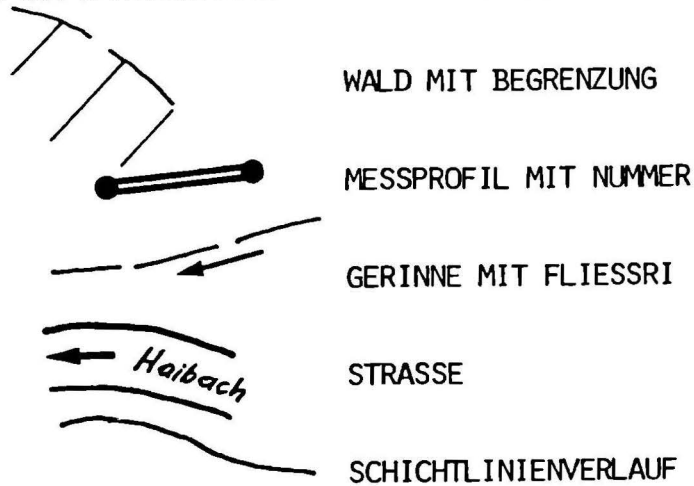 WALD MIT BEGRENZUNG
MESSPROFIL MIT NUMMER
GERINNE MIT FLIESSRI
Haibach
STRASSE
SCHICHTLINIENVERLAUF